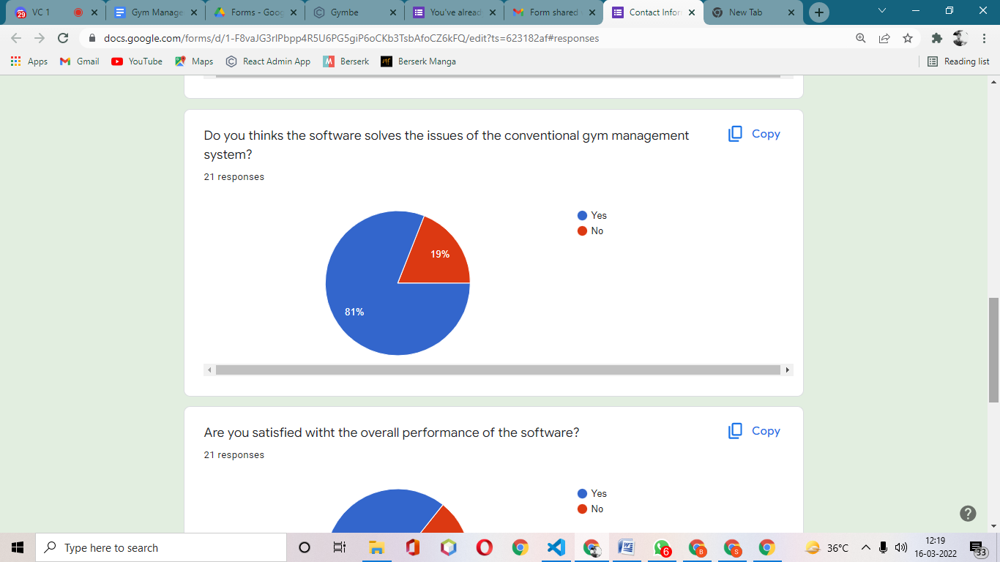 29 VC 1
Gym Manage
Forms - Goog
Gymbe
You've alread
Form shared
Contact Infor
New Tab
docs.google.com/forms/d/1-F8vaJG3rIPbpp4R5U6PG5giP6oCKb3TsbAfoCZ6kFQ/edit?ts=623182af#responses
Apps Gmail YouTube Maps React Admin App M Berserk MF Berserk Manga Reading list
Do you thinks the software solves the issues of the conventional gym management
system?
Copy
21 responses
Yes
No
19%
81%
Are you satisfied witht the overall performance of the software?
Copy
21 responses
Yes
No
Type here to search
W
6
B
S
36°C
12:19
16-03-2022
33